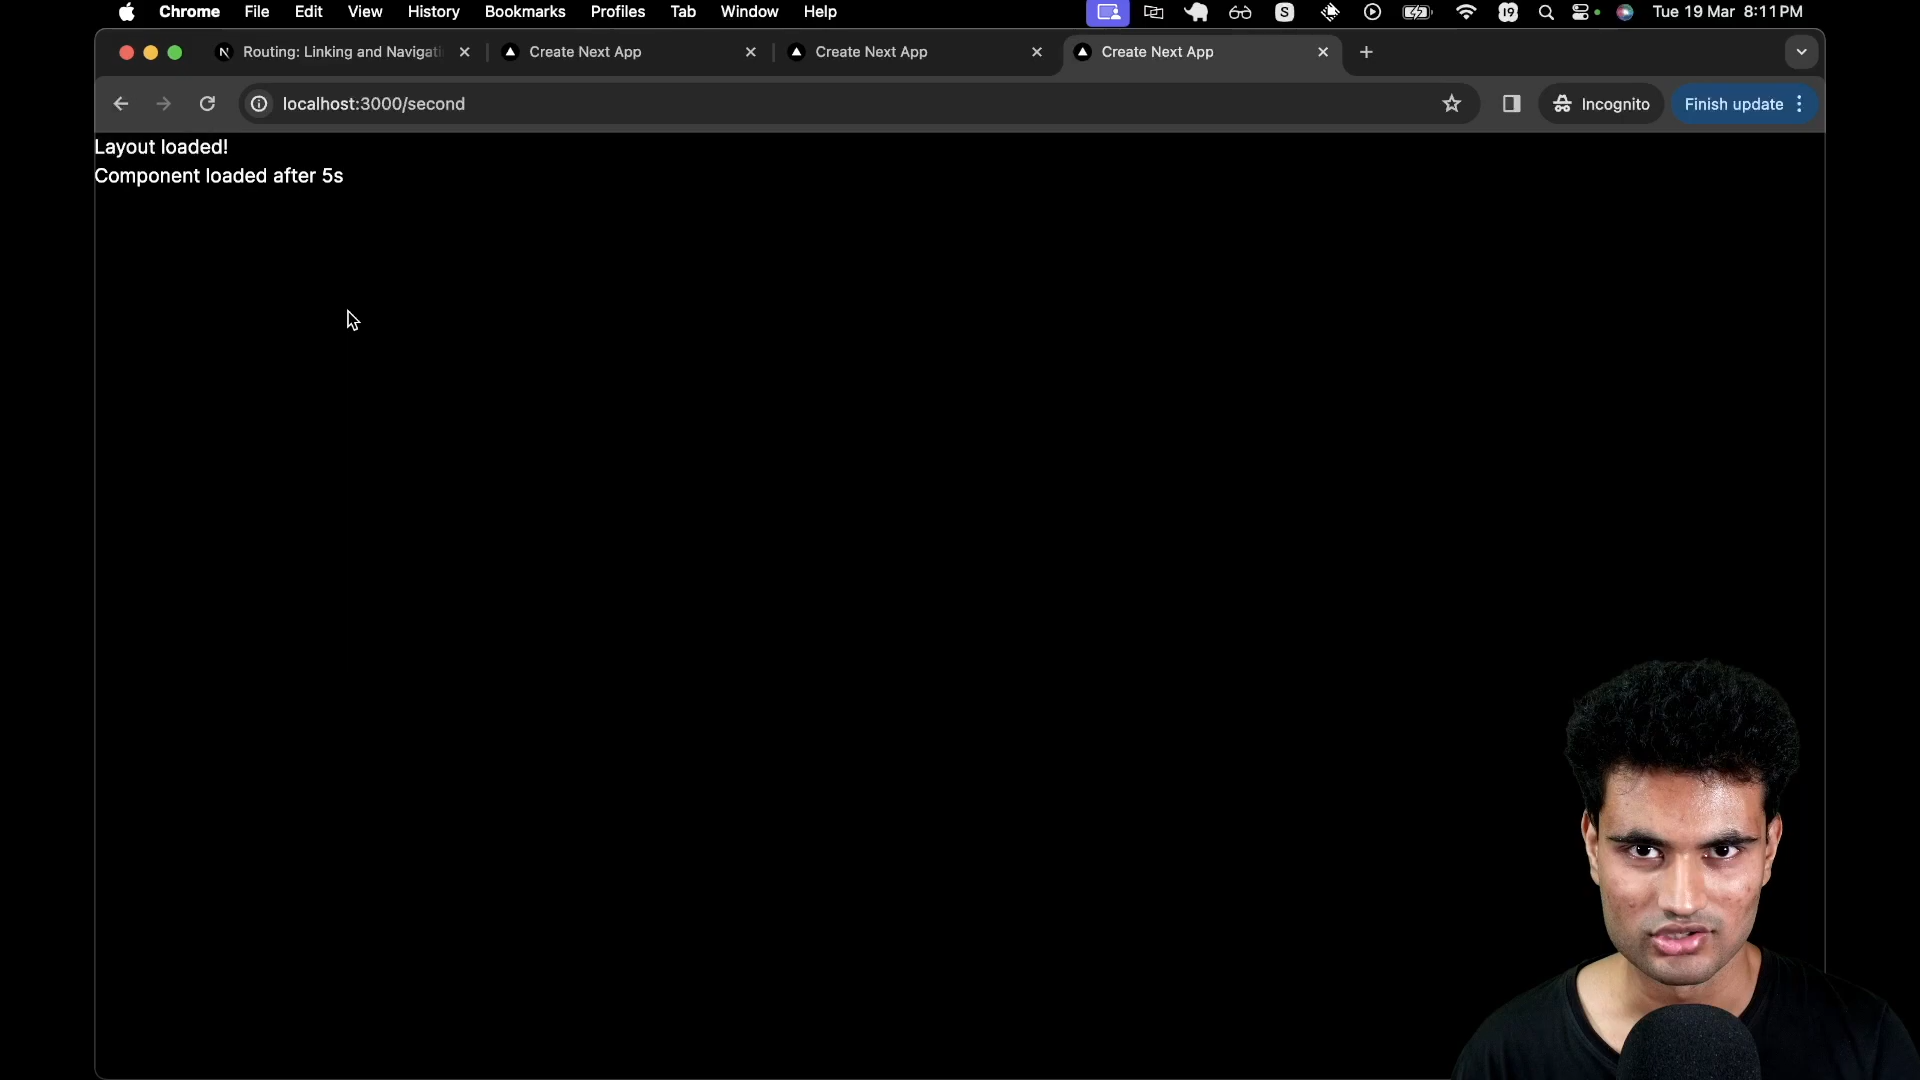 Chrome File Edit View History Bookmarks Profiles Tab Window Help S 19 Tue 19 Mar 8:11 PM
N Routing: Linking and Navigati Create Next App Create Next App Create Next App
localhost:3000/second Incognito Finish update
Layout loaded!
Component loaded after 5s